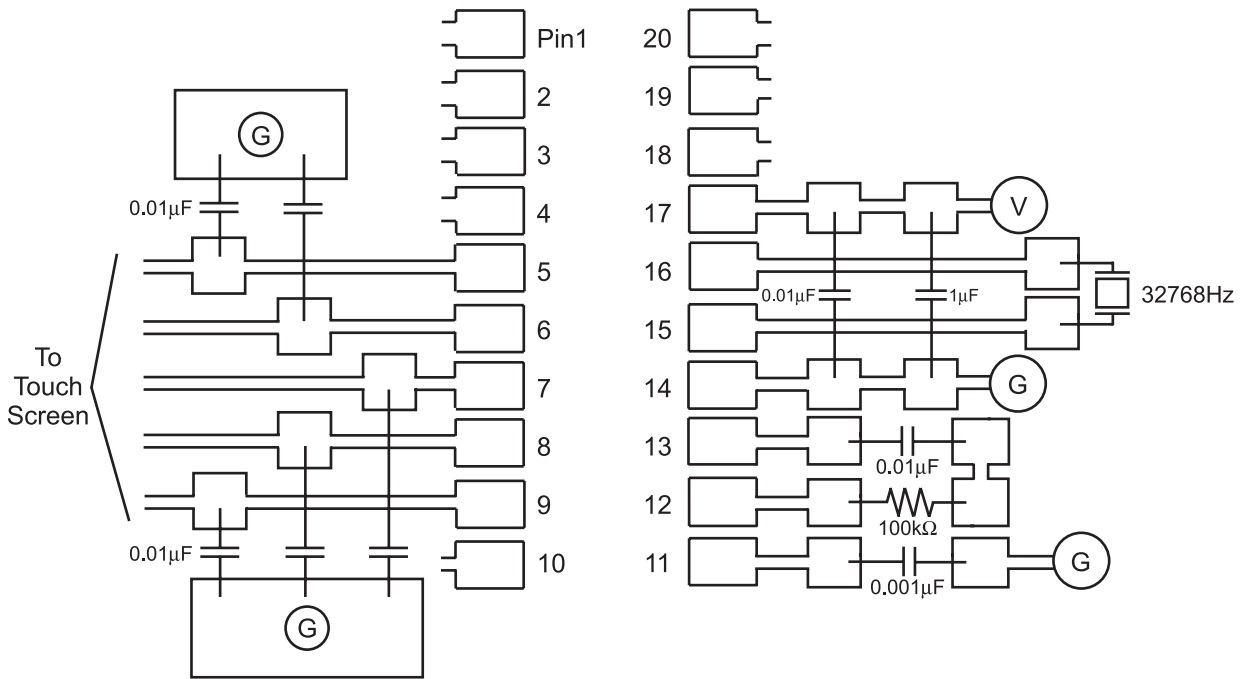 Pin1
2
3
4
5
6
7
8
9
10
20
19
18
17
16
15
14
13
12
11
G
0.01μF
To
Touch
Screen
0.01μF
G
V
0.01μF
1μF
32768Hz
G
0.01μF
100kΩ
0.001μF
G